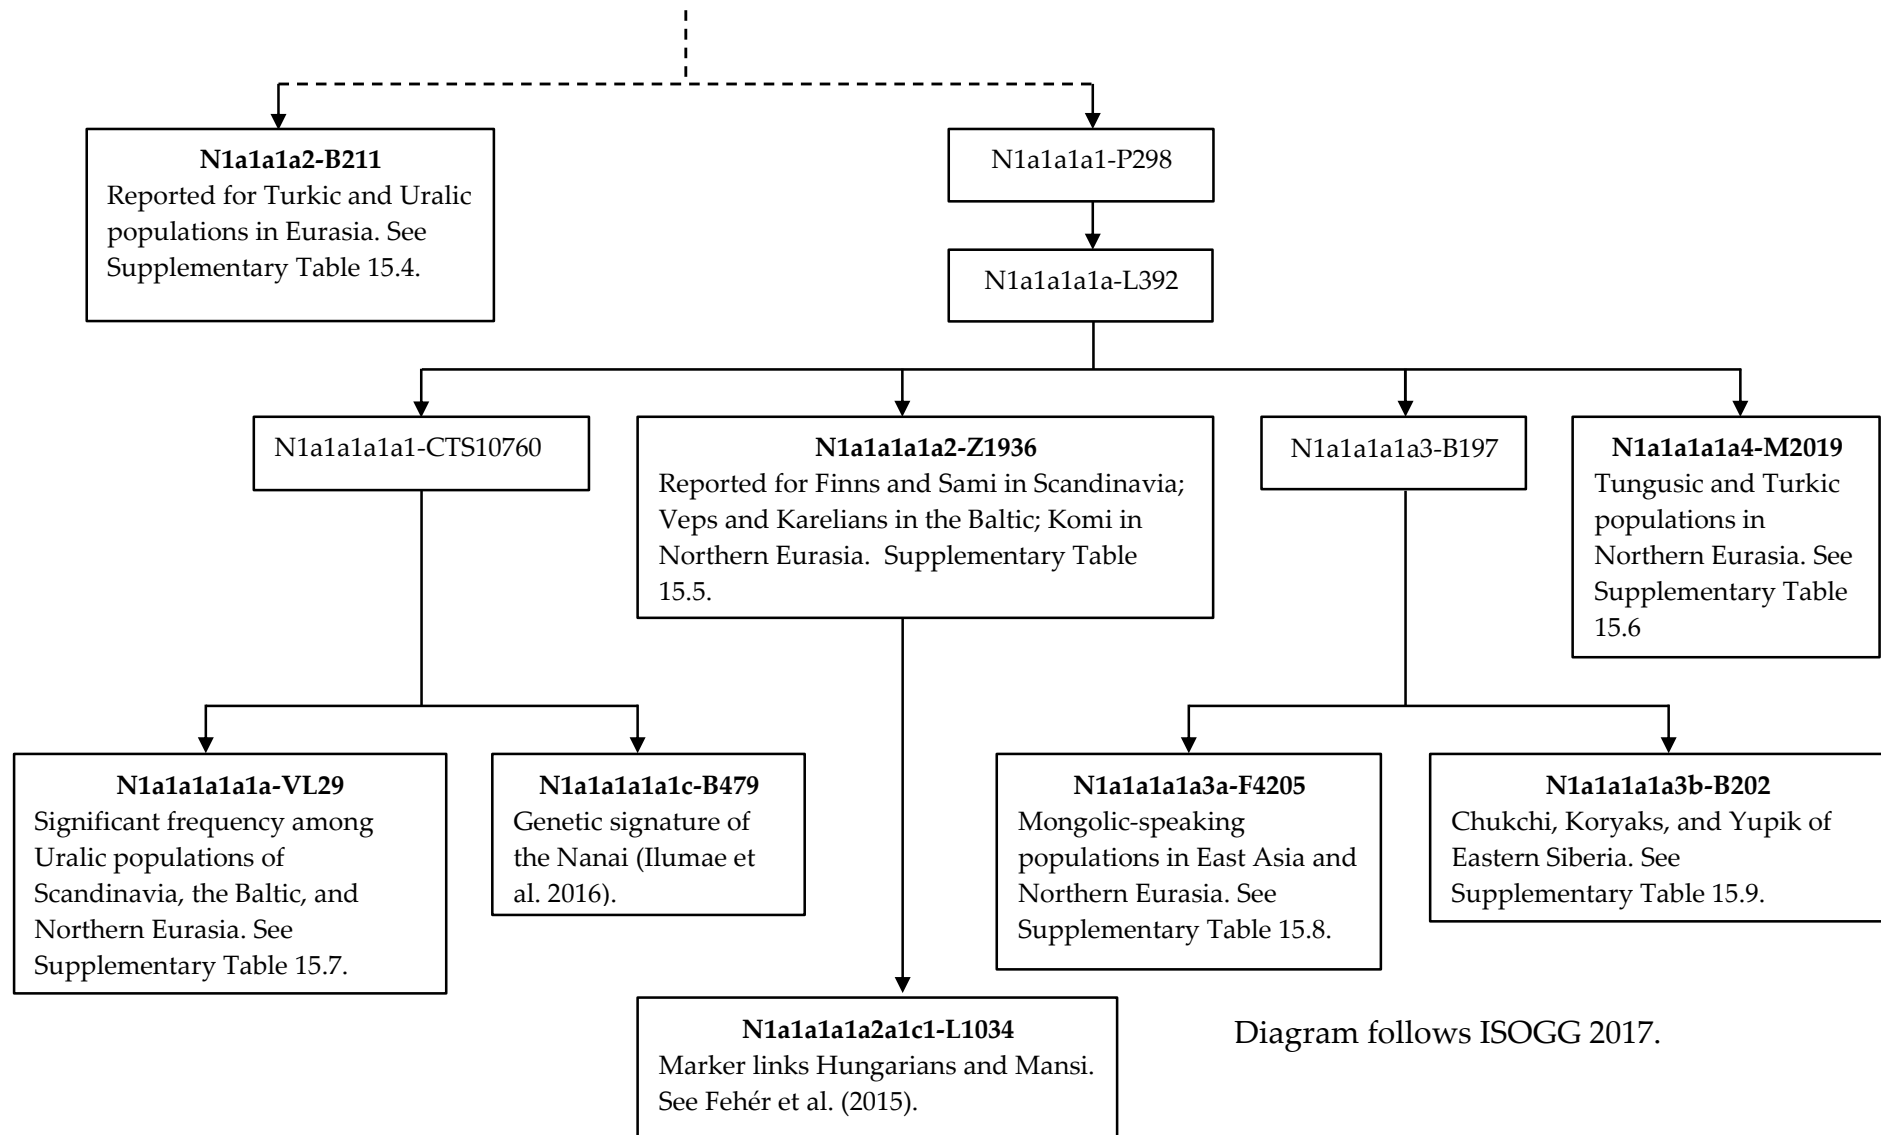 N1a1a1a2-B211
Reported for Turkic and Uralic
populations in Eurasia. See
Supplementary Table 15.4.
N1a1a1a1-P298
N1a1a1a1a-L392
N1a1a1a1a1-CTS10760
N1a1a1a1a2-Z1936
Reported for Finns and Sami in Scandinavia;
Veps and Karelians in the Baltic; Komi in
Northern Eurasia. Supplementary Table
15.5.
N1a1a1a1a3-B197
N1a1a1a1a4-M2019
Tungusic and Turkic
populations in
Northern Eurasia. See
Supplementary Table
15.6
N1a1a1a1a1a-VL29
Significant frequency among
Uralic populations of
Scandinavia, the Baltic, and
Northern Eurasia. See
Supplementary Table 15.7.
N1a1a1a1a1c-B479
Genetic signature of
the Nanai (Ilumae et
al. 2016).
N1a1a1a1a3a-F4205
Mongolic-speaking
populations in East Asia and
Northern Eurasia. See
Supplementary Table 15.8.
N1a1a1a1a3b-B202
Chukchi, Koryaks, and Yupik of
Eastern Siberia. See
Supplementary Table 15.9.
N1a1a1a1a2a1c1-L1034
Marker links Hungarians and Mansi.
See Fehér et al. (2015).
Diagram follows ISOGG 2017.